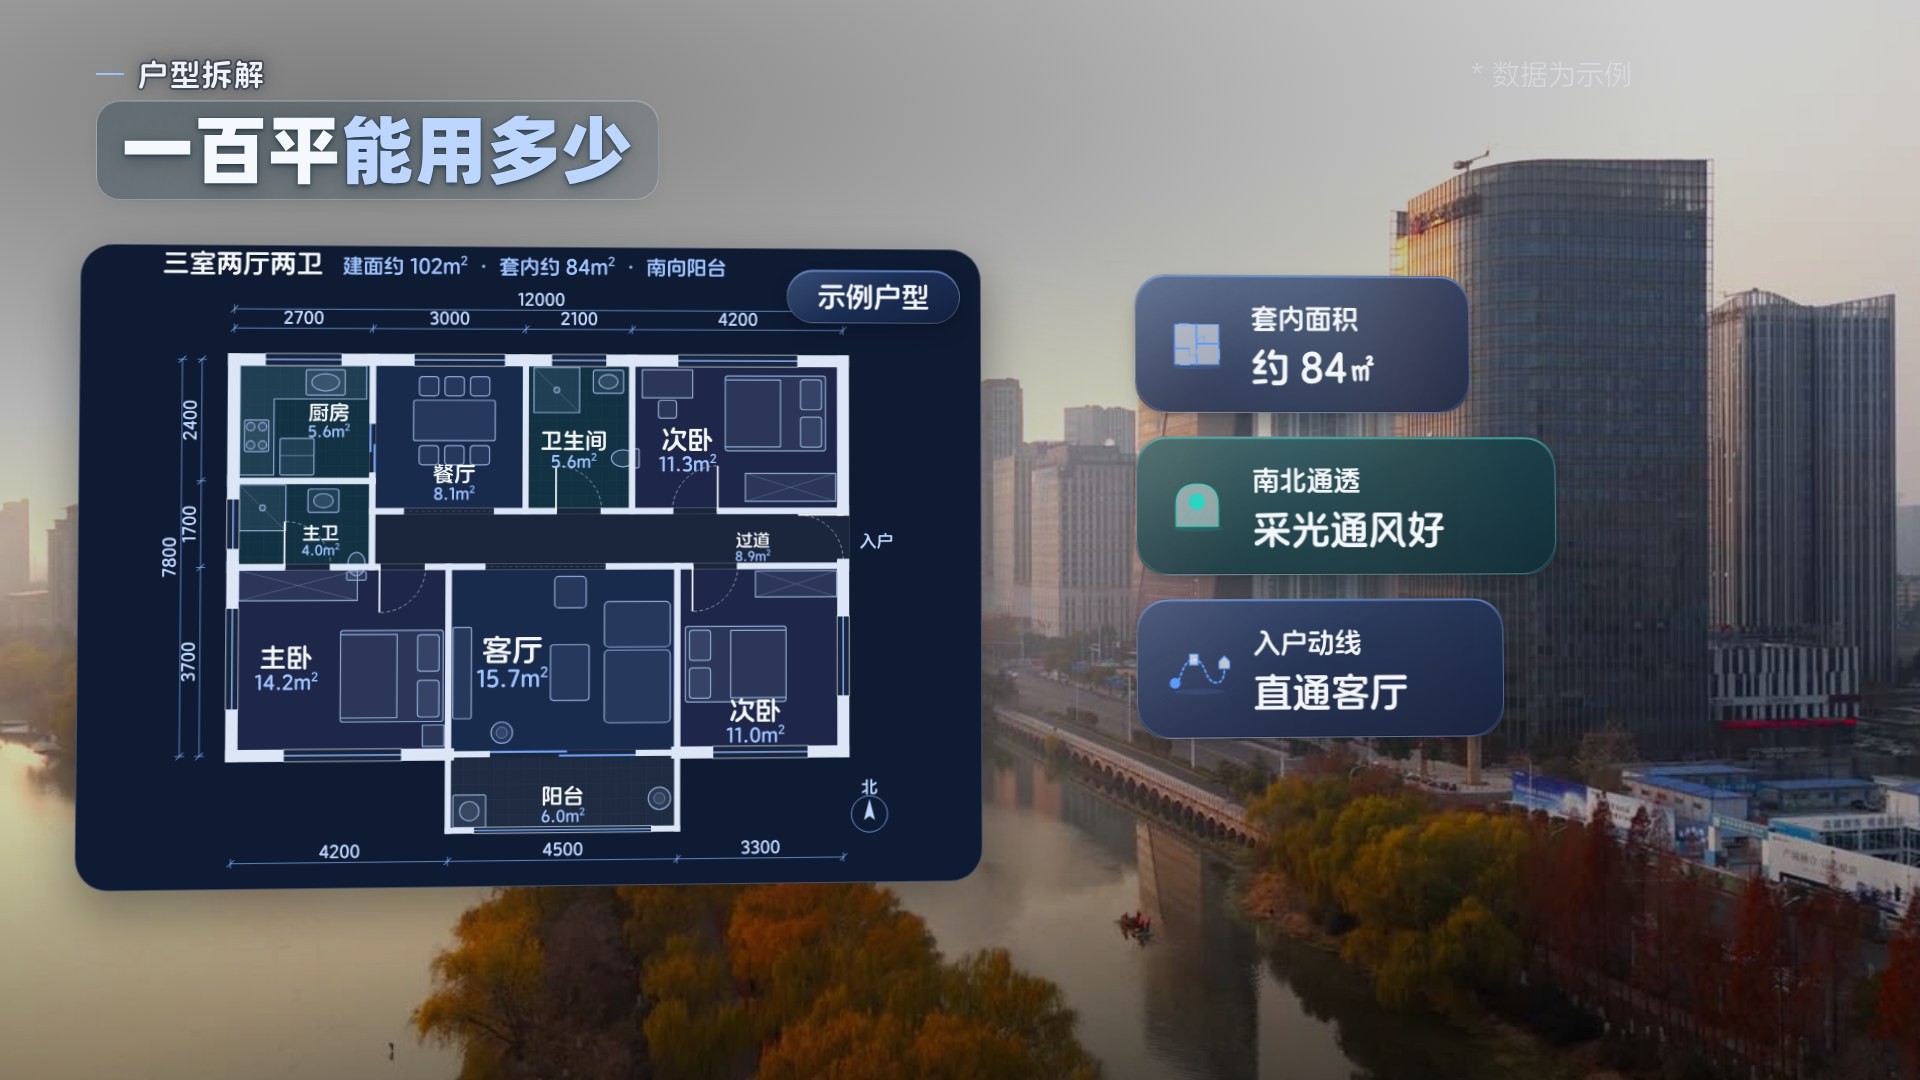 户型拆解
* 数据为示例
一百平能用多少
三室两厅两卫 建面约 102m² · 套内约 84m² · 南向阳台
示例户型
12000
2700 3000 2100 4200
7800
2400
1700
3700
厨房
5.6m²
餐厅
8.1m²
卫生间
5.6m²
次卧
11.3m²
主卫
4.0m²
过道
8.9m²
入户
主卧
14.2m²
客厅
15.7m²
次卧
11.0m²
阳台
6.0m²
北
4200 4500 3300
套内面积
约 84㎡
南北通透
采光通风好
入户动线
直通客厅